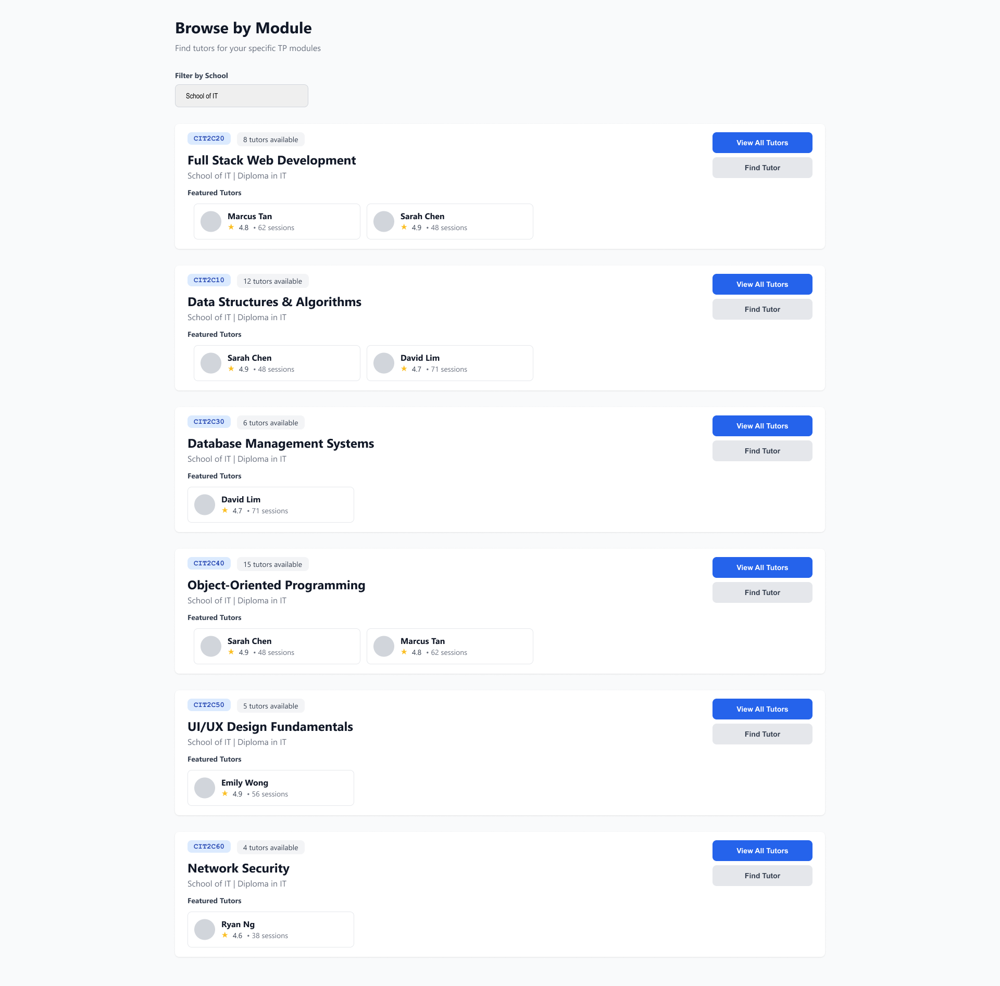 Browse by Module
Find tutors for your specific TP modules
Filter by School
School of IT
CIT2C20 8 tutors available
View All Tutors
Full Stack Web Development
Find Tutor
School of IT | Diploma in IT
Featured Tutors
Marcus Tan
★ 4.8 • 62 sessions
Sarah Chen
★ 4.9 • 48 sessions
CIT2C10 12 tutors available
View All Tutors
Data Structures & Algorithms
Find Tutor
School of IT | Diploma in IT
Featured Tutors
Sarah Chen
★ 4.9 • 48 sessions
David Lim
★ 4.7 • 71 sessions
CIT2C30 6 tutors available
View All Tutors
Database Management Systems
Find Tutor
School of IT | Diploma in IT
Featured Tutors
David Lim
★ 4.7 • 71 sessions
CIT2C40 15 tutors available
View All Tutors
Object-Oriented Programming
Find Tutor
School of IT | Diploma in IT
Featured Tutors
Sarah Chen
★ 4.9 • 48 sessions
Marcus Tan
★ 4.8 • 62 sessions
CIT2C50 5 tutors available
View All Tutors
UI/UX Design Fundamentals
Find Tutor
School of IT | Diploma in IT
Featured Tutors
Emily Wong
★ 4.9 • 56 sessions
CIT2C60 4 tutors available
View All Tutors
Network Security
Find Tutor
School of IT | Diploma in IT
Featured Tutors
Ryan Ng
★ 4.6 • 38 sessions